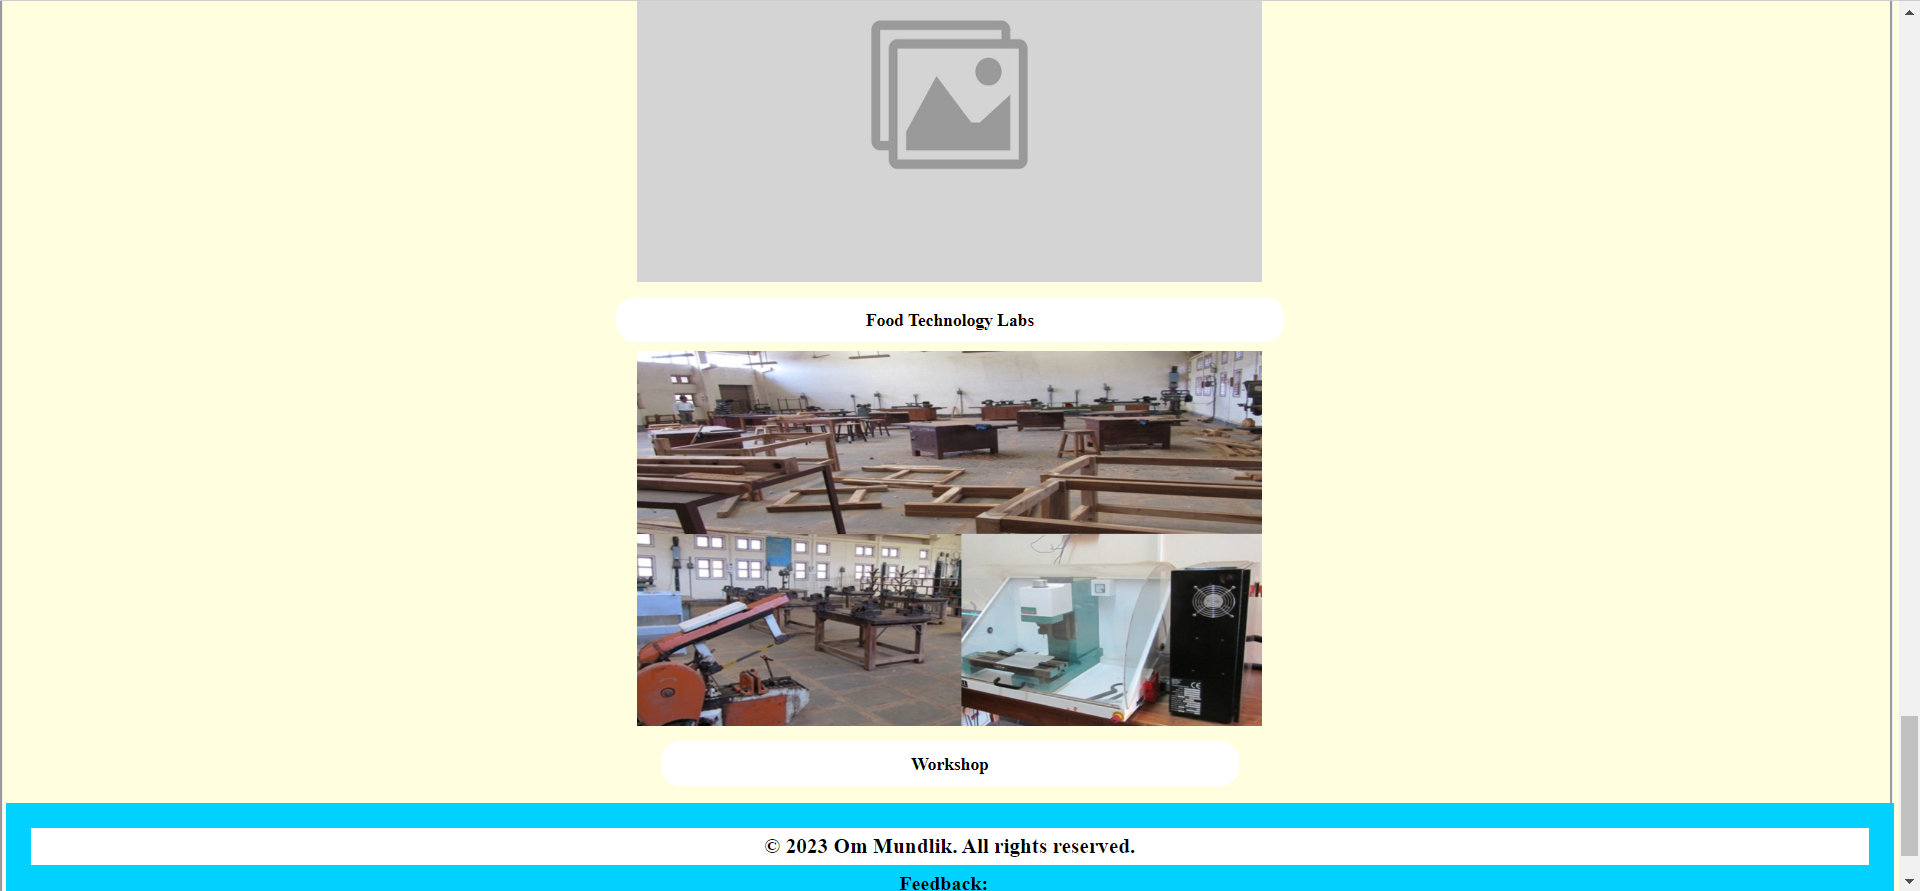 Food Technology Labs
Workshop
© 2023 Om Mundlik. All rights reserved.
Feedback: